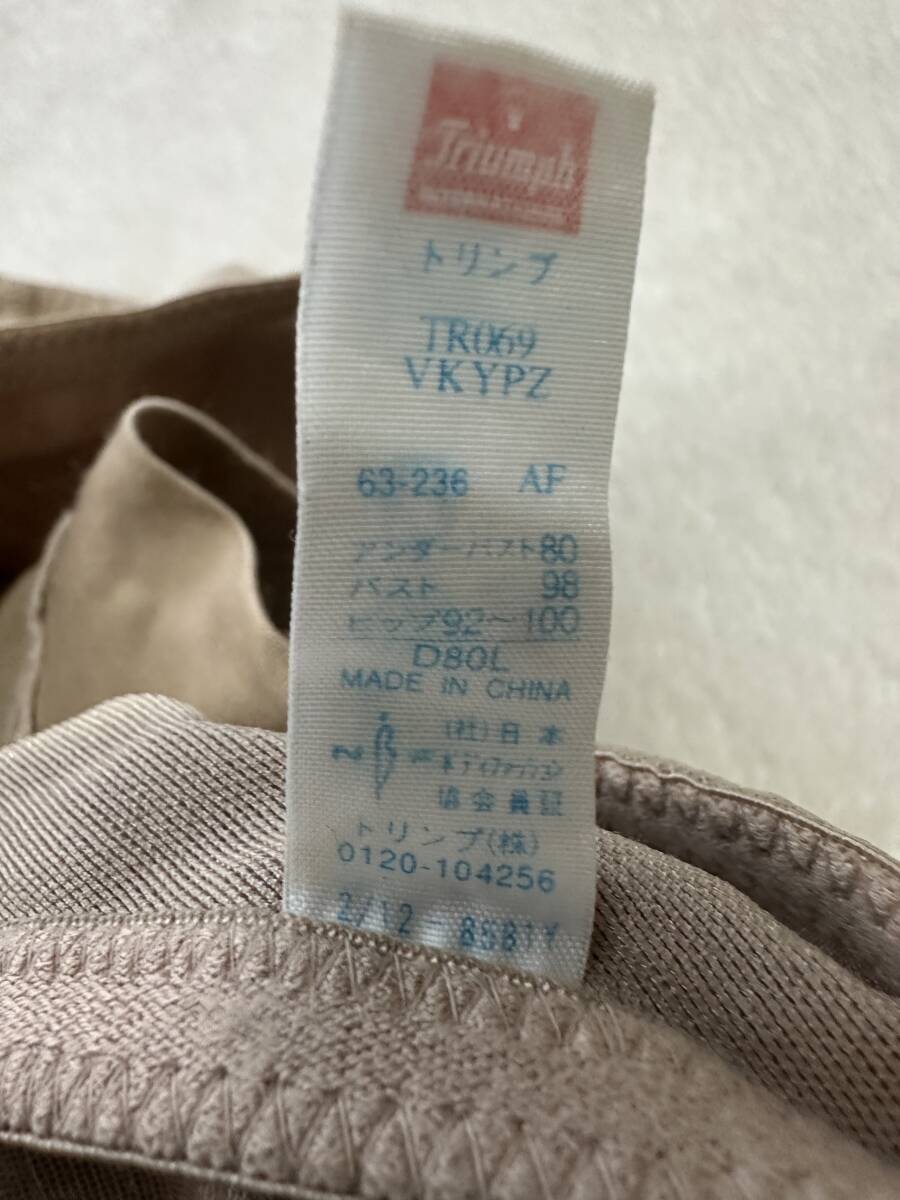 Triumph
INTERNATIONAL
トリンプ
TR069
VKYPZ
63-236 AF
アンダーバスト80
バスト 98
ヒップ92～100
D80L
MADE IN CHINA
(社)日本
ボディファッション
協会員証
トリンプ(株)
0120-104256
2/12